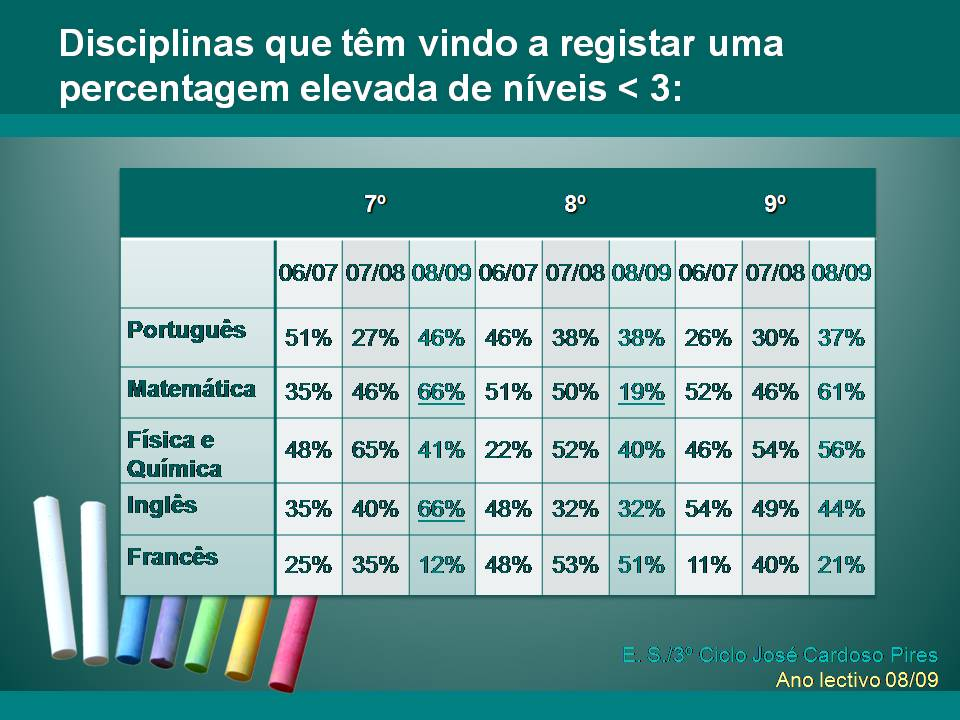 Disciplinas que têm vindo a registar uma
percentagem elevada de níveis < 3:
7º 8º 9º
06/07 07/08 08/09 06/07 07/08 08/09 06/07 07/08 08/09
Português 51% 27% 46% 46% 38% 38% 26% 30% 37%
Matemática 35% 46% 66% 51% 50% 19% 52% 46% 61%
Física e
Química 48% 65% 41% 22% 52% 40% 46% 54% 56%
Inglês 35% 40% 66% 48% 32% 32% 54% 49% 44%
Francês 25% 35% 12% 48% 53% 51% 11% 40% 21%
E. S./3º Ciclo José Cardoso Pires
Ano lectivo 08/09